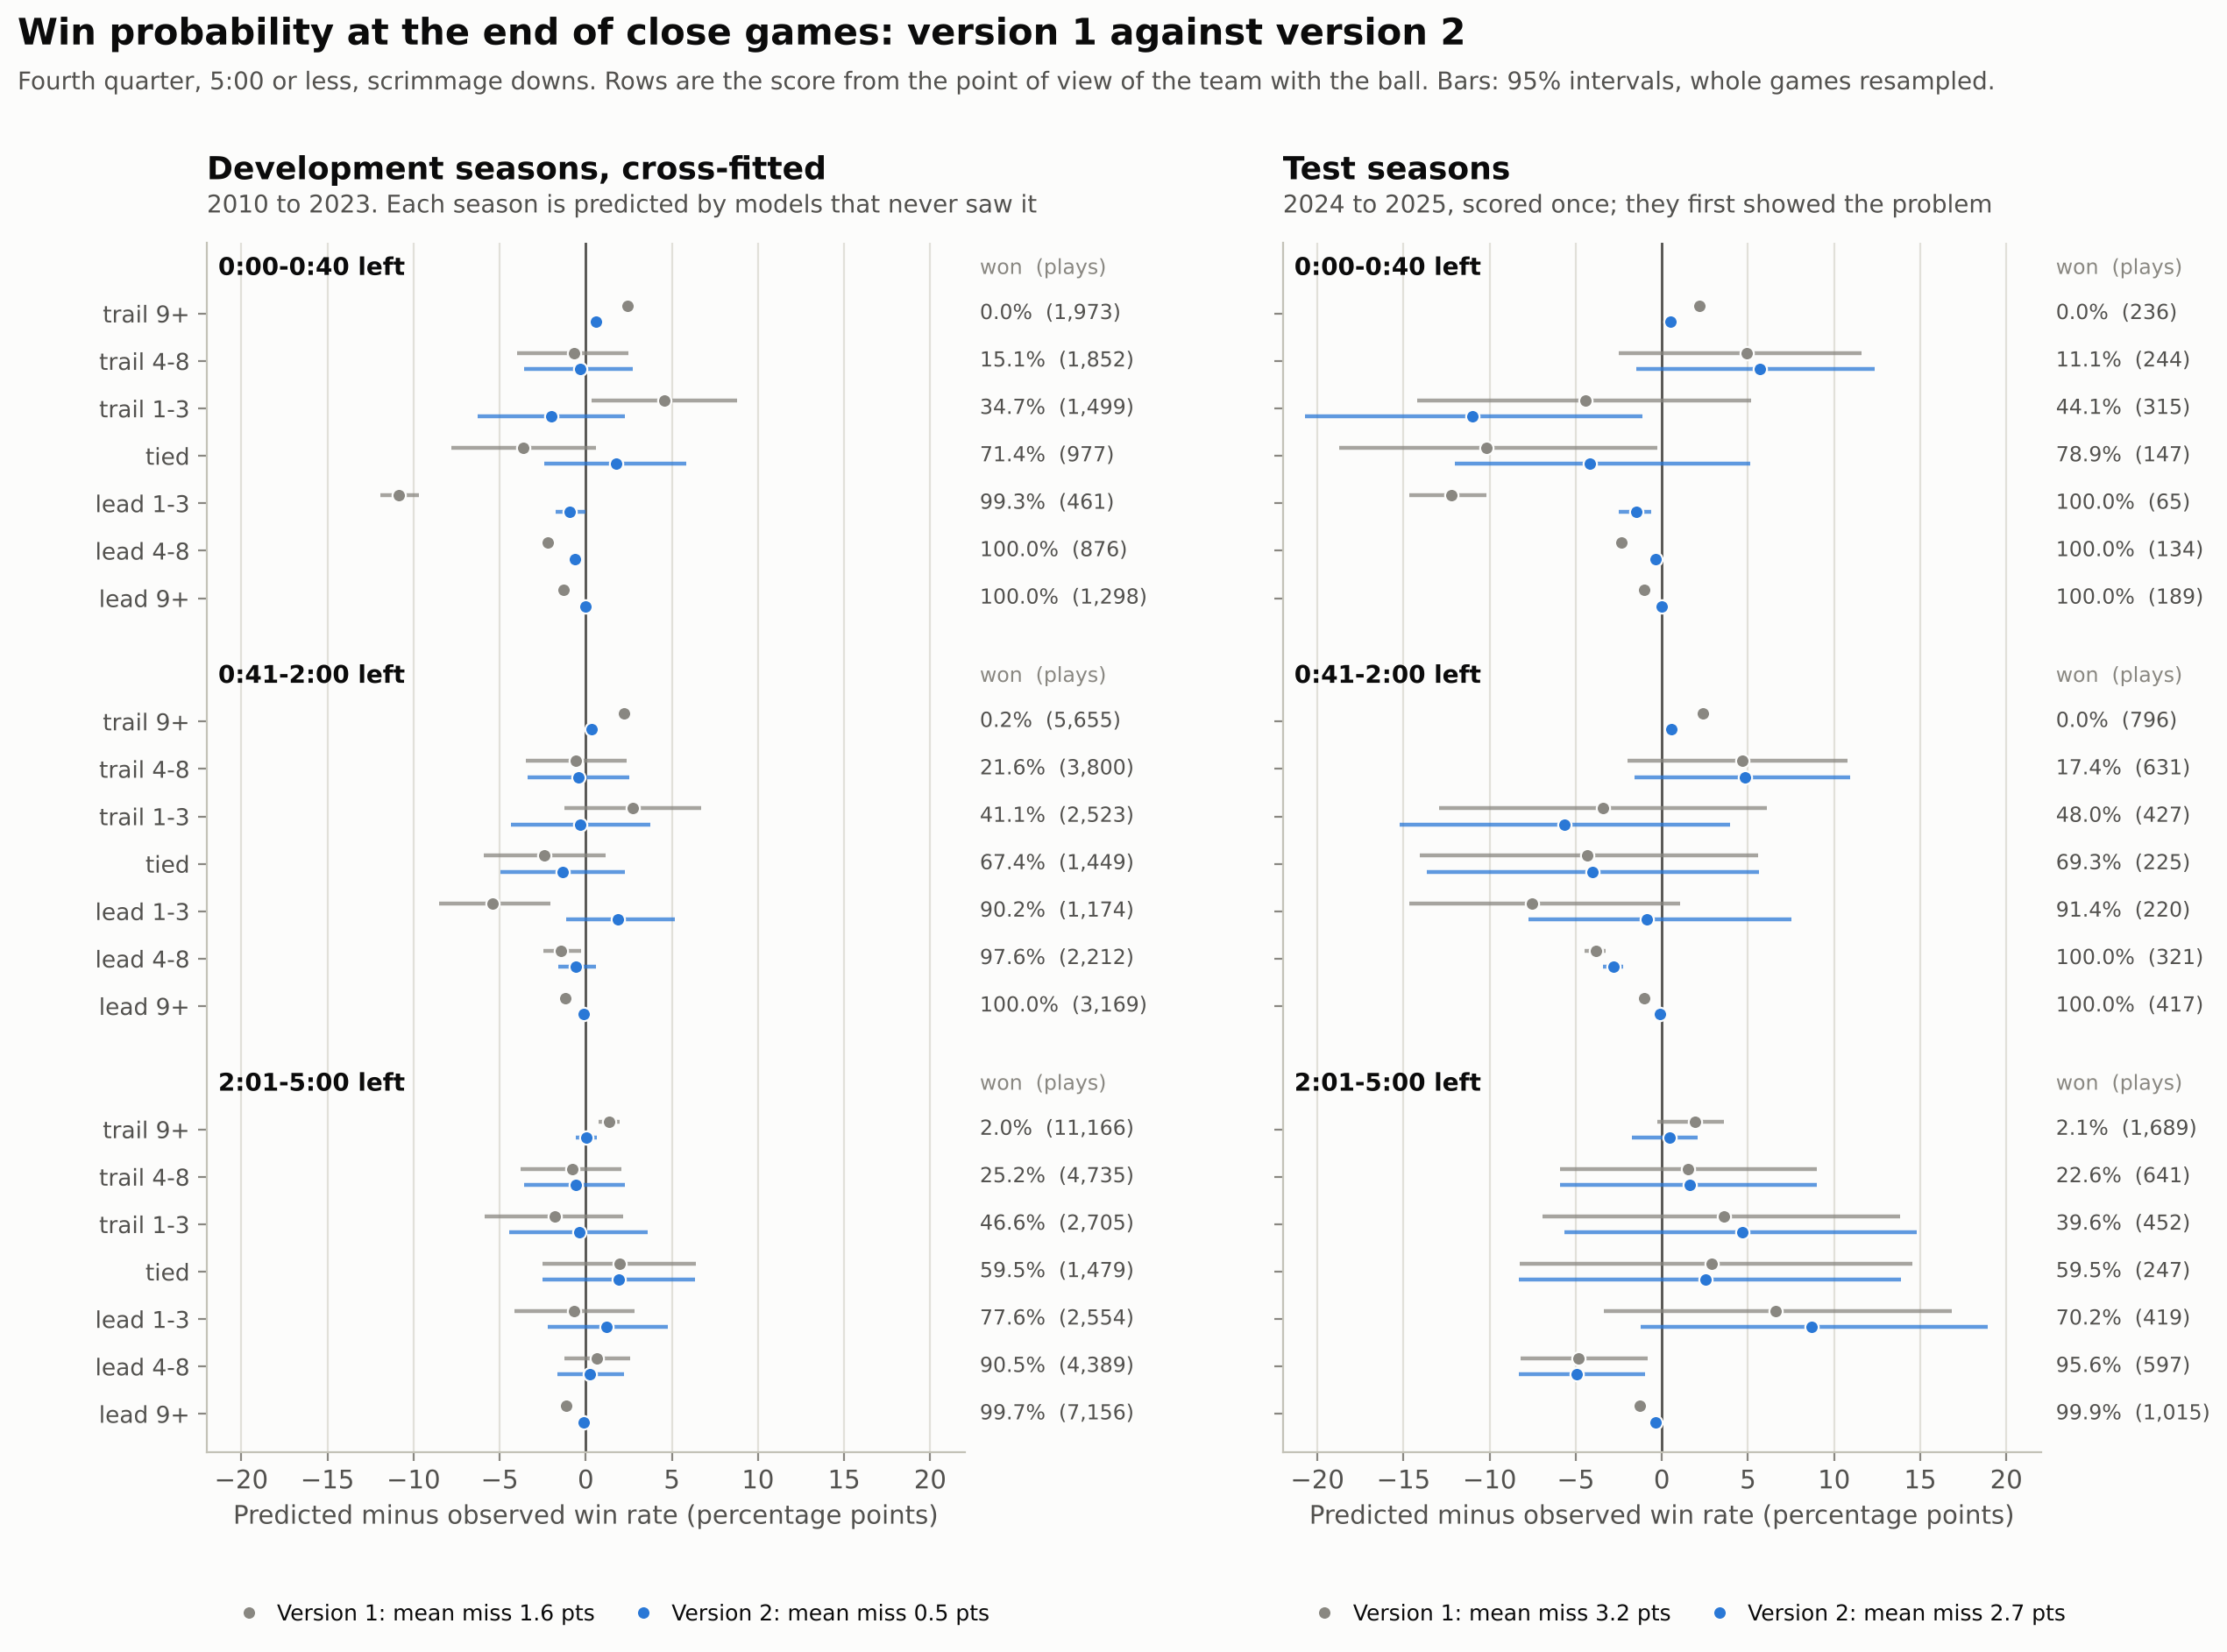 Win probability at the end of close games: version 1 against version 2
Fourth quarter, 5:00 or less, scrimmage downs. Rows are the score from the point of view of the team with the ball. Bars: 95% intervals, whole games resampled.
Development seasons, cross-fitted
2010 to 2023. Each season is predicted by models that never saw it
0:00-0:40 left won (plays)
trail 9+ 0.0% (1,973)
trail 4-8 15.1% (1,852)
trail 1-3 34.7% (1,499)
tied 71.4% (977)
lead 1-3 99.3% (461)
lead 4-8 100.0% (876)
lead 9+ 100.0% (1,298)
0:41-2:00 left won (plays)
trail 9+ 0.2% (5,655)
trail 4-8 21.6% (3,800)
trail 1-3 41.1% (2,523)
tied 67.4% (1,449)
lead 1-3 90.2% (1,174)
lead 4-8 97.6% (2,212)
lead 9+ 100.0% (3,169)
2:01-5:00 left won (plays)
trail 9+ 2.0% (11,166)
trail 4-8 25.2% (4,735)
trail 1-3 46.6% (2,705)
tied 59.5% (1,479)
lead 1-3 77.6% (2,554)
lead 4-8 90.5% (4,389)
lead 9+ 99.7% (7,156)
−20 −15 −10 −5 0 5 10 15 20
Predicted minus observed win rate (percentage points)
Version 1: mean miss 1.6 pts Version 2: mean miss 0.5 pts
Test seasons
2024 to 2025, scored once; they first showed the problem
0:00-0:40 left won (plays)
0.0% (236)
11.1% (244)
44.1% (315)
78.9% (147)
100.0% (65)
100.0% (134)
100.0% (189)
0:41-2:00 left won (plays)
0.0% (796)
17.4% (631)
48.0% (427)
69.3% (225)
91.4% (220)
100.0% (321)
100.0% (417)
2:01-5:00 left won (plays)
2.1% (1,689)
22.6% (641)
39.6% (452)
59.5% (247)
70.2% (419)
95.6% (597)
99.9% (1,015)
−20 −15 −10 −5 0 5 10 15 20
Predicted minus observed win rate (percentage points)
Version 1: mean miss 3.2 pts Version 2: mean miss 2.7 pts